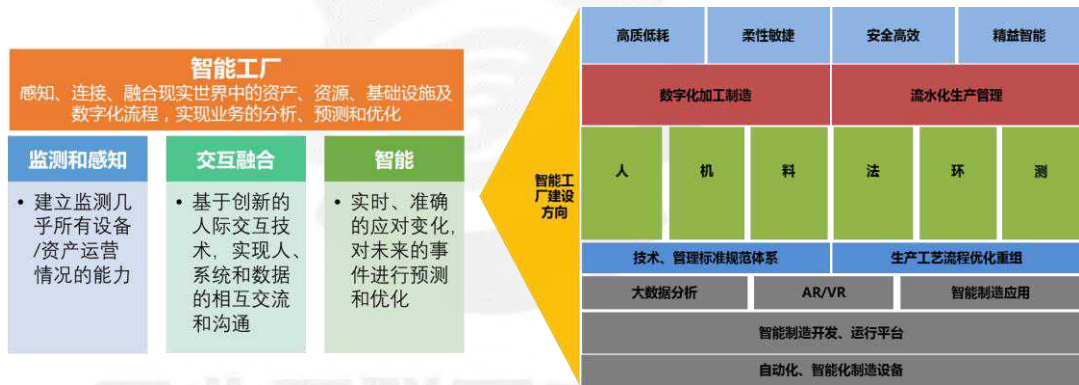 智能工厂
感知、连接、融合现实世界中的资产、资源、基础设施及
数字化流程，实现业务的分析、预测和优化
监测和感知
• 建立监测几
乎所有设备
/资产运营
情况的能力
交互融合
• 基于创新的
人际交互技
术，实现人、
系统和数据
的相互交流
和沟通
智能
• 实时、准确
的应对变化，
对未来的事
件进行预测
和优化
智能工
厂建设
方向
高质低耗
柔性敏捷
安全高效
精益智能
数字化加工制造
流水化生产管理
人
机
料
法
环
测
技术、管理标准规范体系
生产工艺流程优化重组
大数据分析
AR/VR
智能制造应用
智能制造开发、运行平台
自动化、智能化制造设备